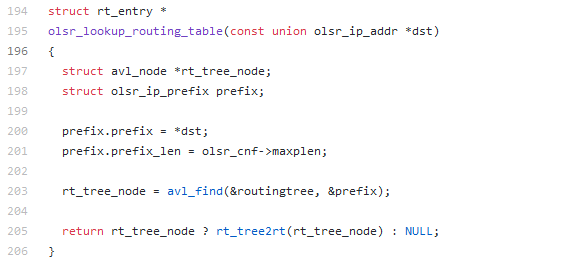 194 struct rt_entry *
195 olsr_lookup_routing_table(const union olsr_ip_addr *dst)
196 {
197   struct avl_node *rt_tree_node;
198   struct olsr_ip_prefix prefix;
199
200   prefix.prefix = *dst;
201   prefix.prefix_len = olsr_cnf->maxplen;
202
203   rt_tree_node = avl_find(&routingtree, &prefix);
204
205   return rt_tree_node ? rt_tree2rt(rt_tree_node) : NULL;
206 }